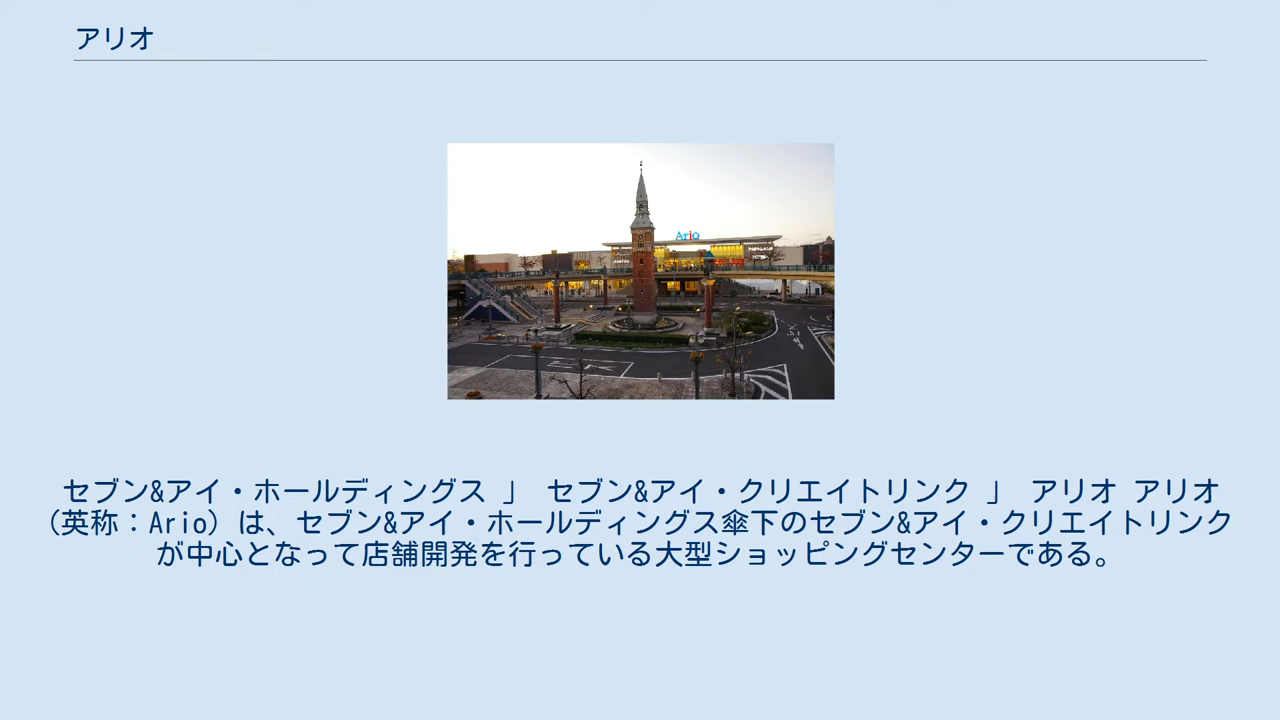 アリオ
Ario
セブン&アイ・ホールディングス 」 セブン&アイ・クリエイトリンク 」 アリオ アリオ
（英称：Ario）は、セブン&アイ・ホールディングス傘下のセブン&アイ・クリエイトリンク
が中心となって店舗開発を行っている大型ショッピングセンターである。